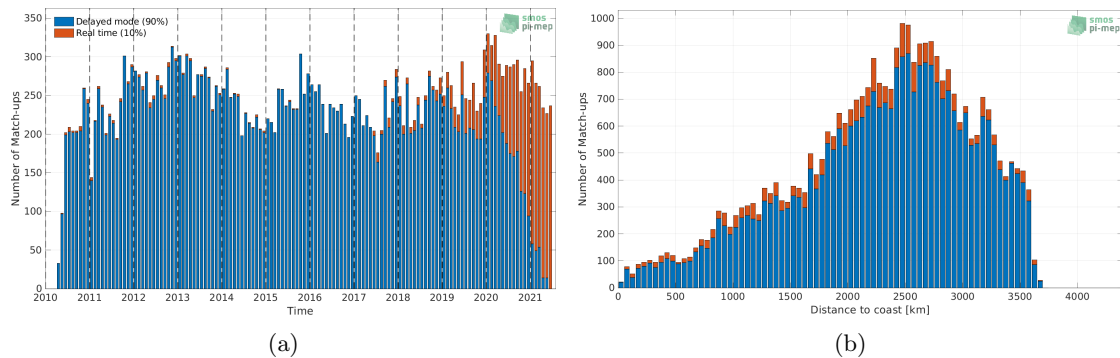 350
300
250
200
150
100
50
0
Number of Match-ups
Delayed mode (90%)
Real time (10%)
smos
pi-mep
2010 2011 2012 2013 2014 2015 2016 2017 2018 2019 2020 2021
Time
(a)
1000
900
800
700
600
500
400
300
200
100
0
Number of Match-ups
smos
pi-mep
0 500 1000 1500 2000 2500 3000 3500 4000
Distance to coast [km]
(b)